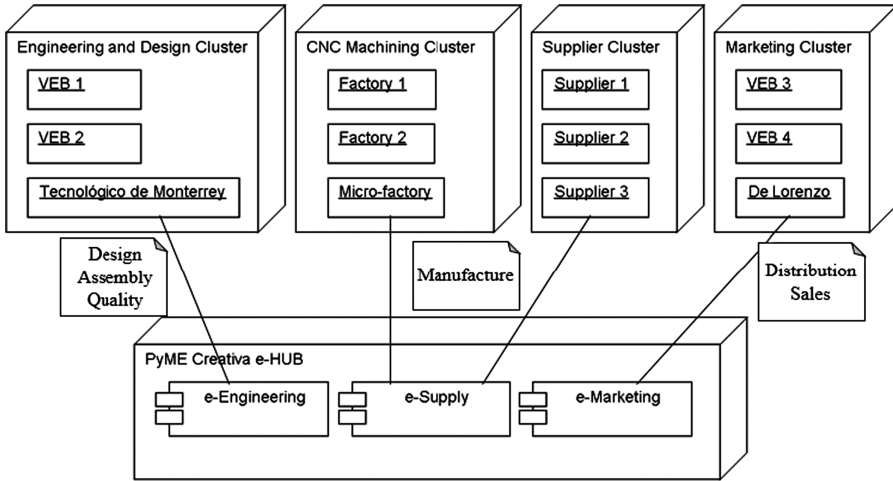 Engineering and Design Cluster
VEB 1
VEB 2
Tecnológico de Monterrey
CNC Machining Cluster
Factory 1
Factory 2
Micro-factory
Supplier Cluster
Supplier 1
Supplier 2
Supplier 3
Marketing Cluster
VEB 3
VEB 4
De Lorenzo
Design
Assembly
Quality
Manufacture
Distribution
Sales
PyME Creativa e-HUB
e-Engineering
e-Supply
e-Marketing